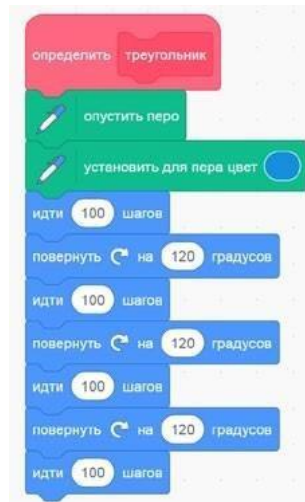 определить треугольник
опустить перо
установить для пера цвет
идти 100 шагов
повернуть на 120 градусов
идти 100 шагов
повернуть на 120 градусов
идти 100 шагов
повернуть на 120 градусов
идти 100 шагов